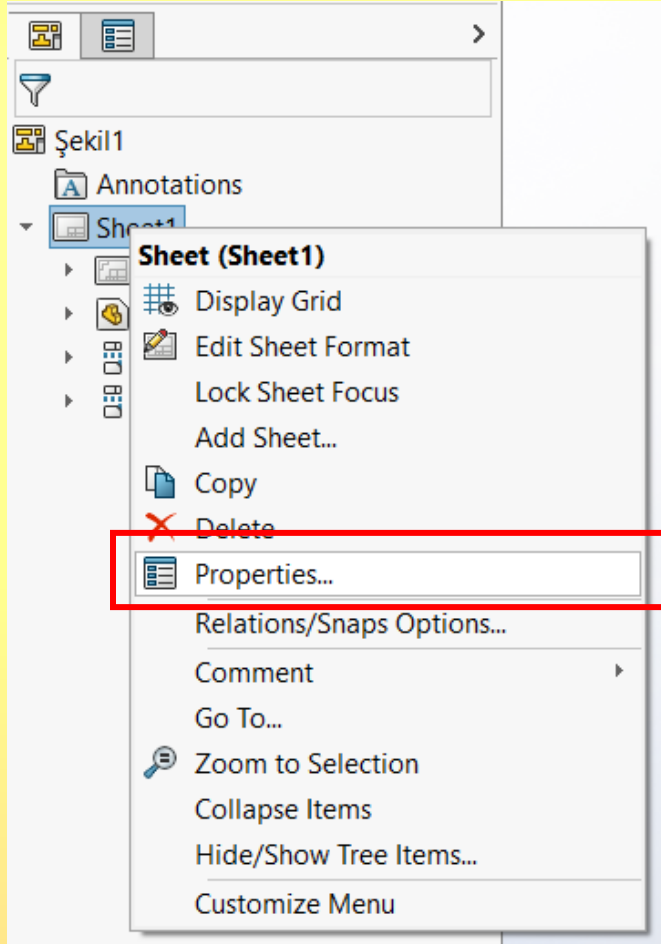 Şekil1
Annotations
Sheet1
Sheet (Sheet1)
Display Grid
Edit Sheet Format
Lock Sheet Focus
Add Sheet...
Copy
Delete
Properties...
Relations/Snaps Options...
Comment
Go To...
Zoom to Selection
Collapse Items
Hide/Show Tree Items...
Customize Menu